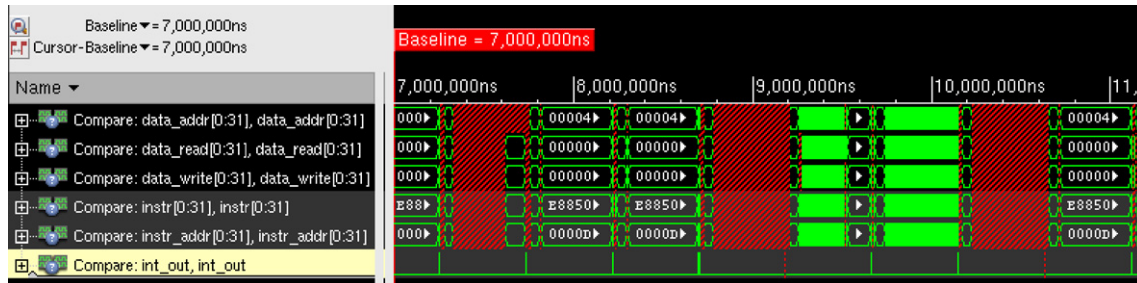 Baseline ▾= 7,000,000ns
Cursor-Baseline ▾= 7,000,000ns
Baseline = 7,000,000ns
Name ▾
7,000,000ns 8,000,000ns 9,000,000ns 10,000,000ns 11,
Compare: data_addr[0:31], data_addr[0:31] 000 00004 00004 00004
Compare: data_read[0:31], data_read[0:31] 000 00000 00000 00000
Compare: data_write[0:31], data_write[0:31] 000 00000 00000 00000
Compare: instr[0:31], instr[0:31] E88 E8850 E8850 E8850
Compare: instr_addr[0:31], instr_addr[0:31] 000 0000D 0000D 0000D
Compare: int_out, int_out